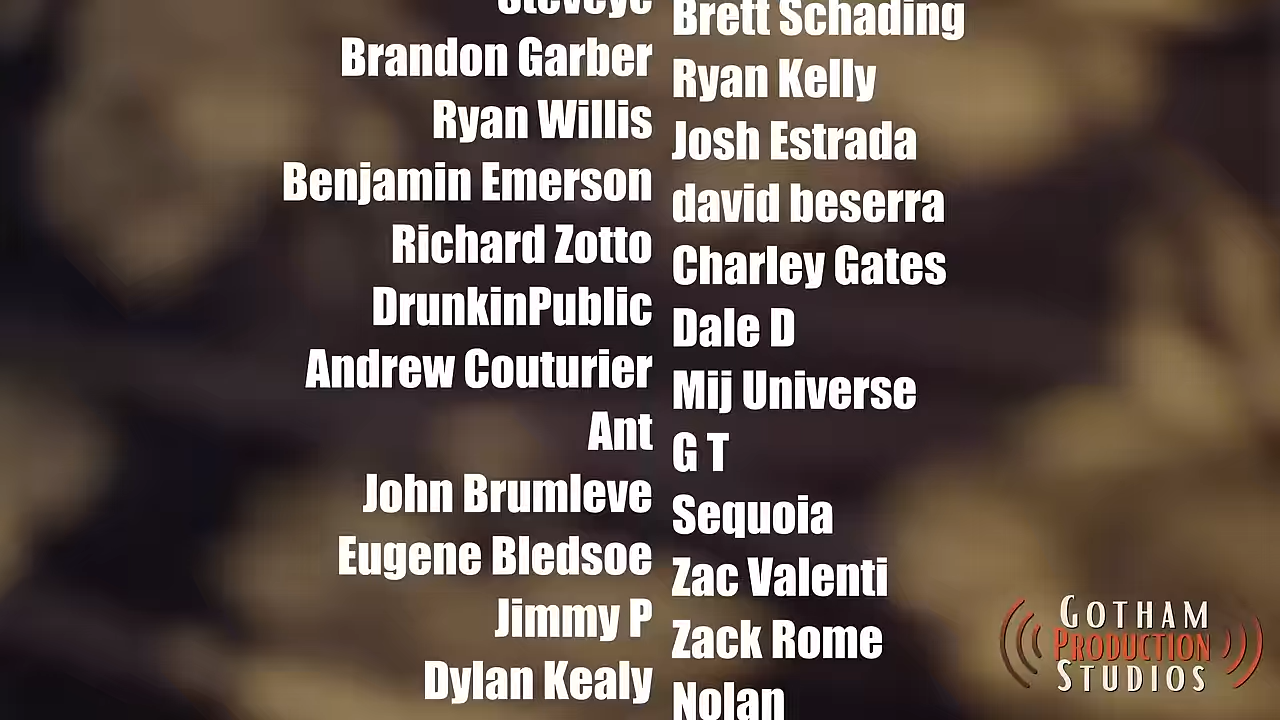 Steveye
Brandon Garber
Ryan Willis
Benjamin Emerson
Richard Zotto
DrunkinPublic
Andrew Couturier
Ant
John Brumleve
Eugene Bledsoe
Jimmy P
Dylan Kealy
Brett Schading
Ryan Kelly
Josh Estrada
david beserra
Charley Gates
Dale D
Mij Universe
G T
Sequoia
Zac Valenti
Zack Rome
Nolan
GOTHAM
PRODUCTION
STUDIOS